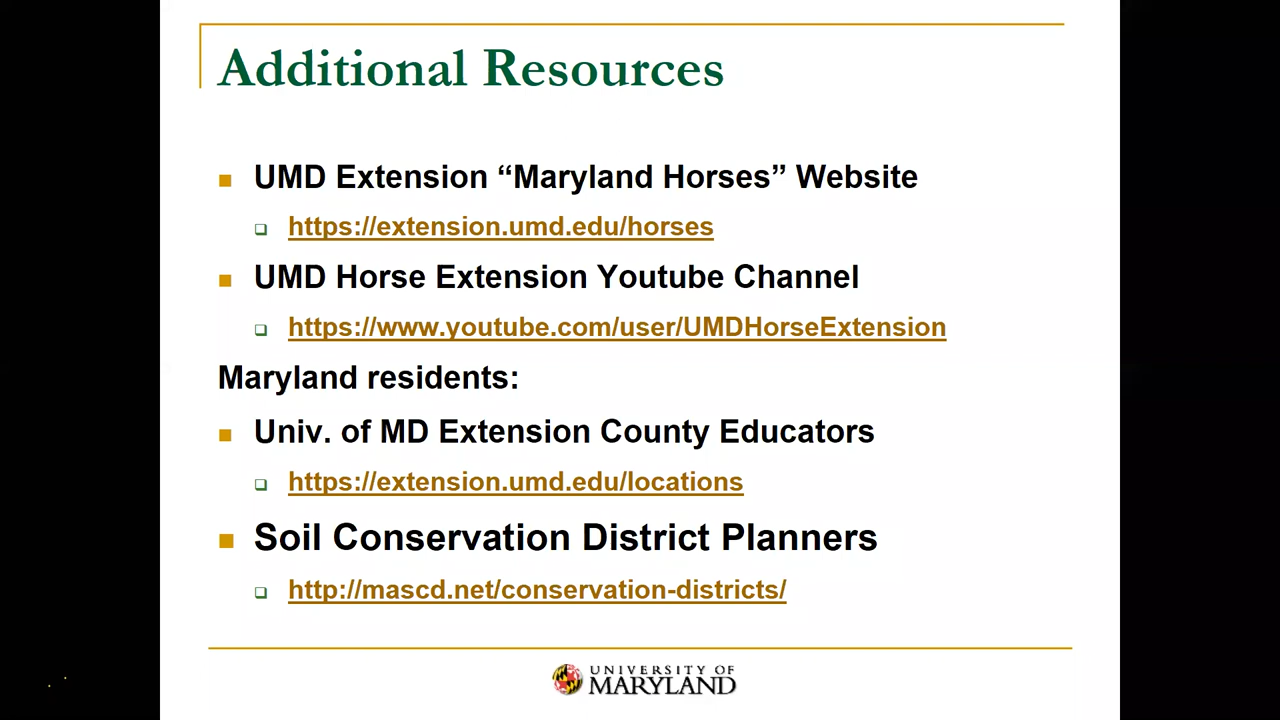 Additional Resources
UMD Extension “Maryland Horses” Website
https://extension.umd.edu/horses
UMD Horse Extension Youtube Channel
https://www.youtube.com/user/UMDHorseExtension
Maryland residents:
Univ. of MD Extension County Educators
https://extension.umd.edu/locations
Soil Conservation District Planners
http://mascd.net/conservation-districts/
UNIVERSITY OF
MARYLAND